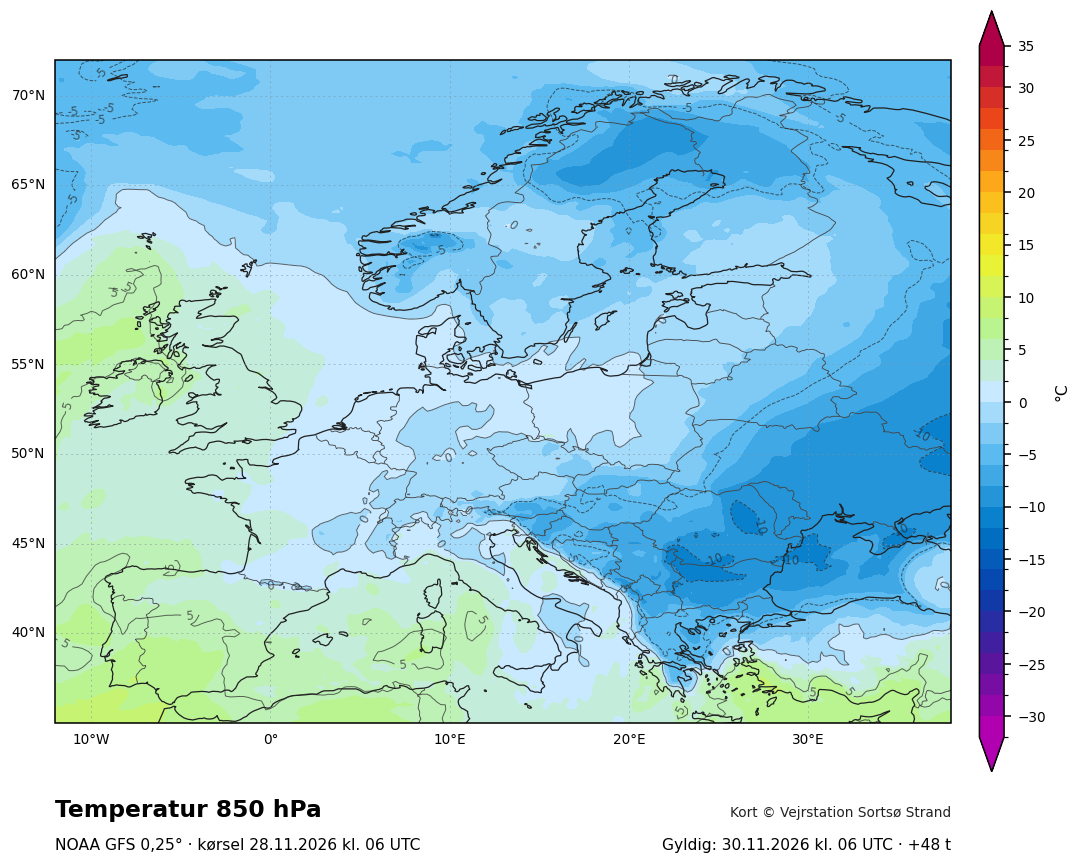 70°N
65°N
60°N
55°N
50°N
45°N
40°N
10°W
0°
10°E
20°E
30°E
35
30
25
20
15
10
5
0
−5
−10
−15
−20
−25
−30
°C
Temperatur 850 hPa
Kort © Vejrstation Sortsø Strand
NOAA GFS 0,25° · kørsel 28.11.2026 kl. 06 UTC
Gyldig: 30.11.2026 kl. 06 UTC · +48 t